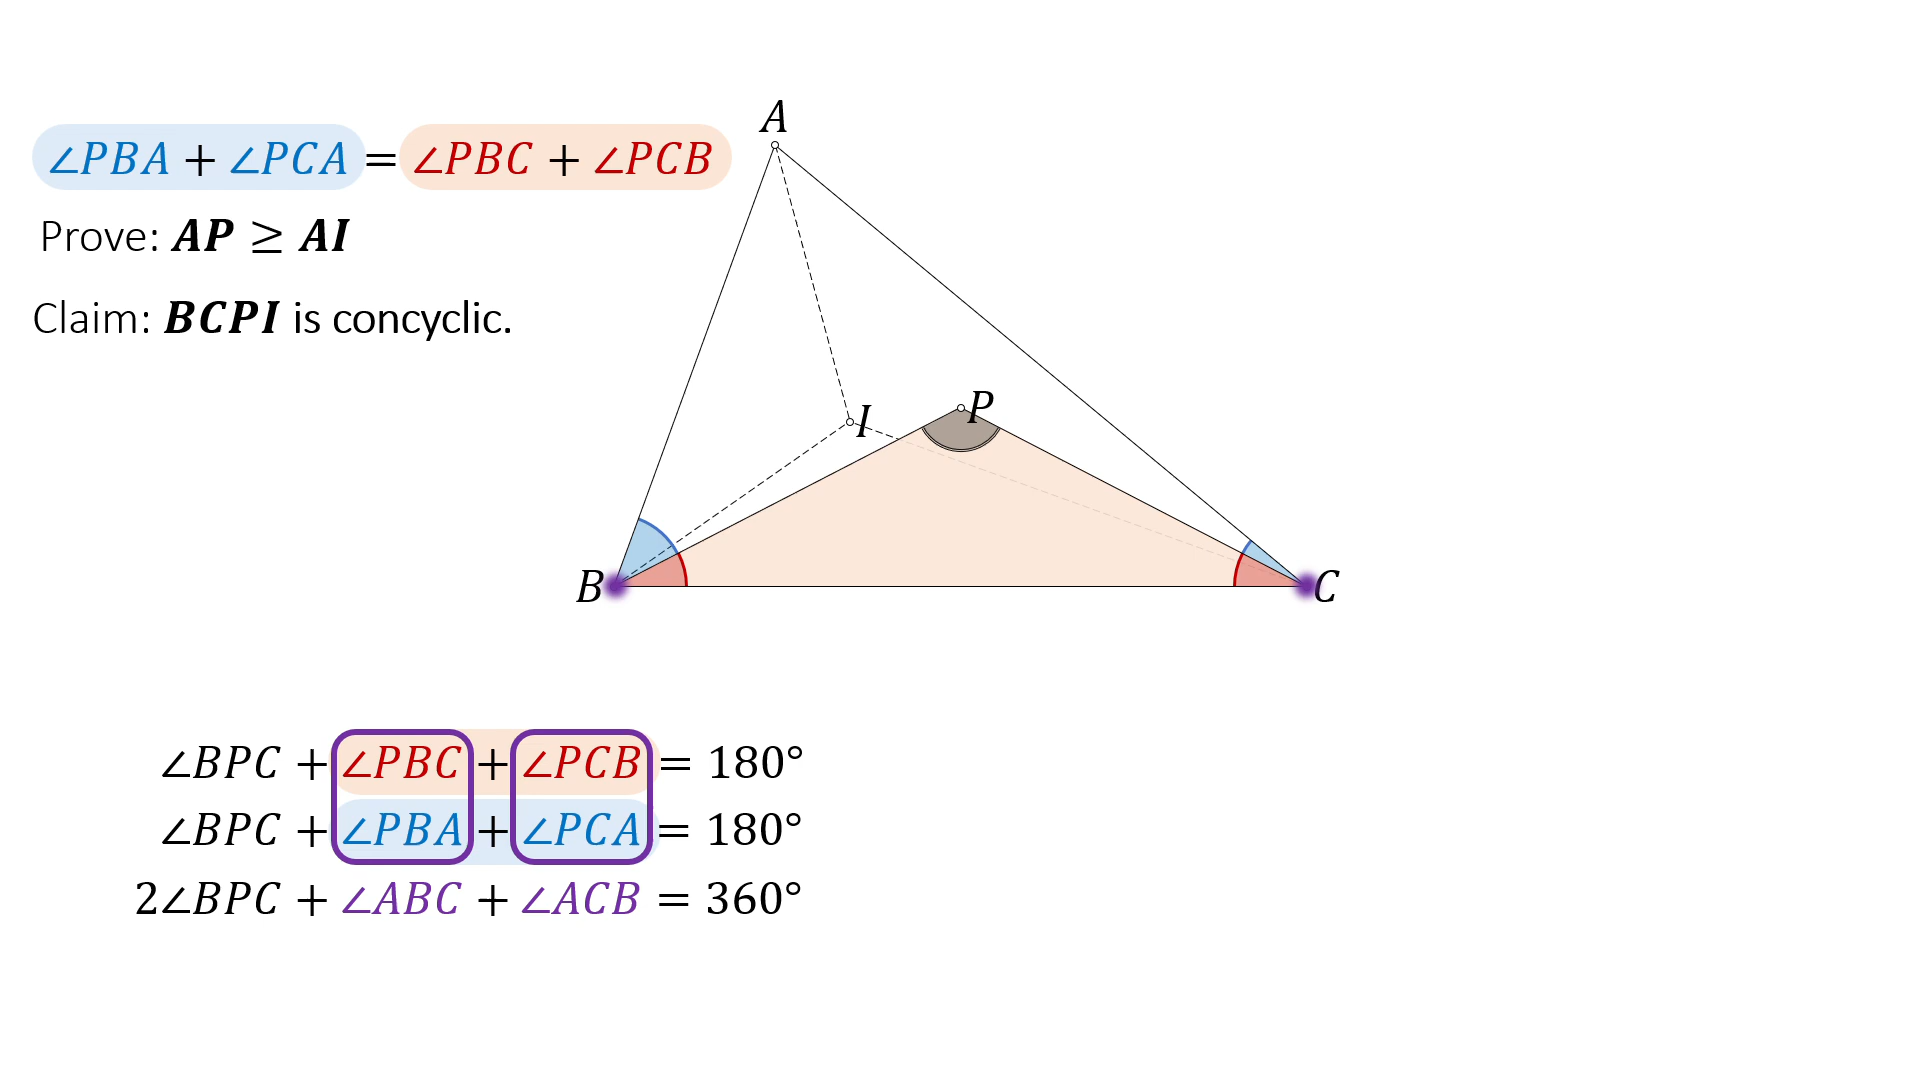 ∠PBA + ∠PCA = ∠PBC + ∠PCB
Prove: AP ≥ AI
Claim: BCPI is concyclic.
A
I
P
B
C
∠BPC + ∠PBC + ∠PCB = 180°
∠BPC + ∠PBA + ∠PCA = 180°
2∠BPC + ∠ABC + ∠ACB = 360°